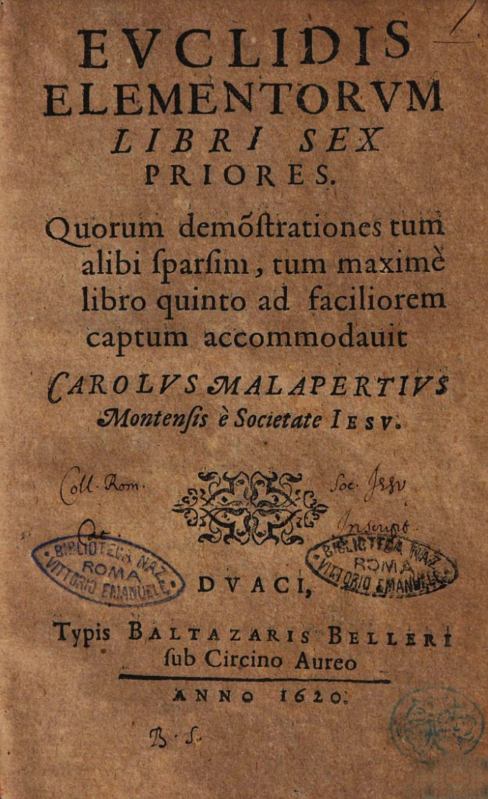 EVCLIDIS
ELEMENTORVM
LIBRI SEX
PRIORES.
Quorum demõſtrationes tum
alibi ſparſim, tum maximè
libro quinto ad faciliorem
captum accommodauit
CAROLVS MALAPERTIVS
Montenſis è Societate IESV.
Coll. Rom. Soc. Jesu
Inscript.
BIBLIOTECA NAZ.
ROMA
VITTORIO EMANUELE
BIBLIOTECA NAZ.
ROMA
VITTORIO EMANUELE
DVACI,
Typis BALTAZARIS BELLERI
ſub Circino Aureo
ANNO 1620.
B. S.